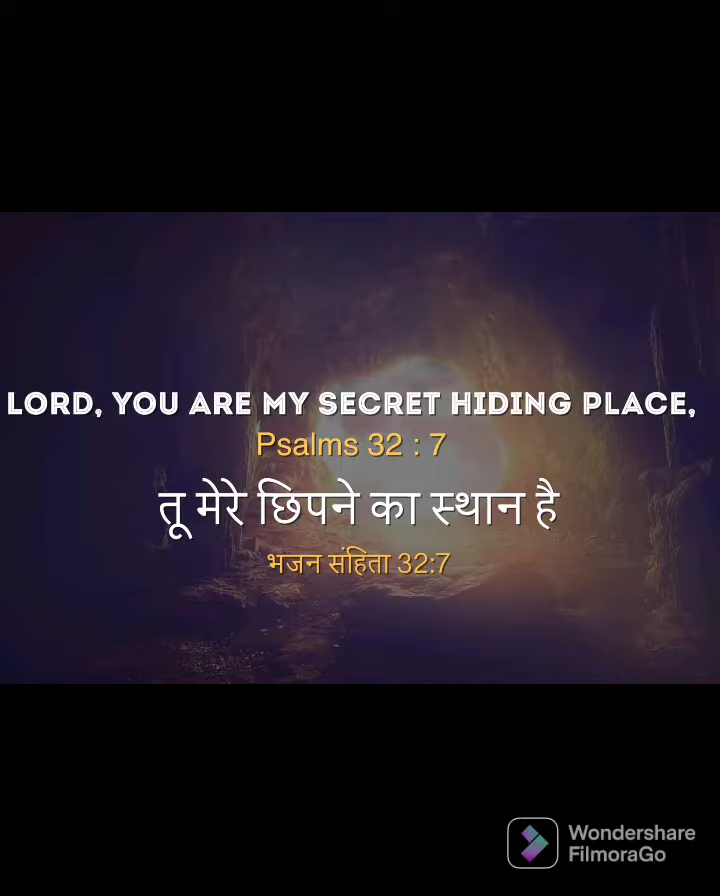 LORD, YOU ARE MY SECRET HIDING PLACE,
Psalms 32 : 7
तू मेरे छिपने का स्थान है
भजन संहिता 32:7
Wondershare
FilmoraGo